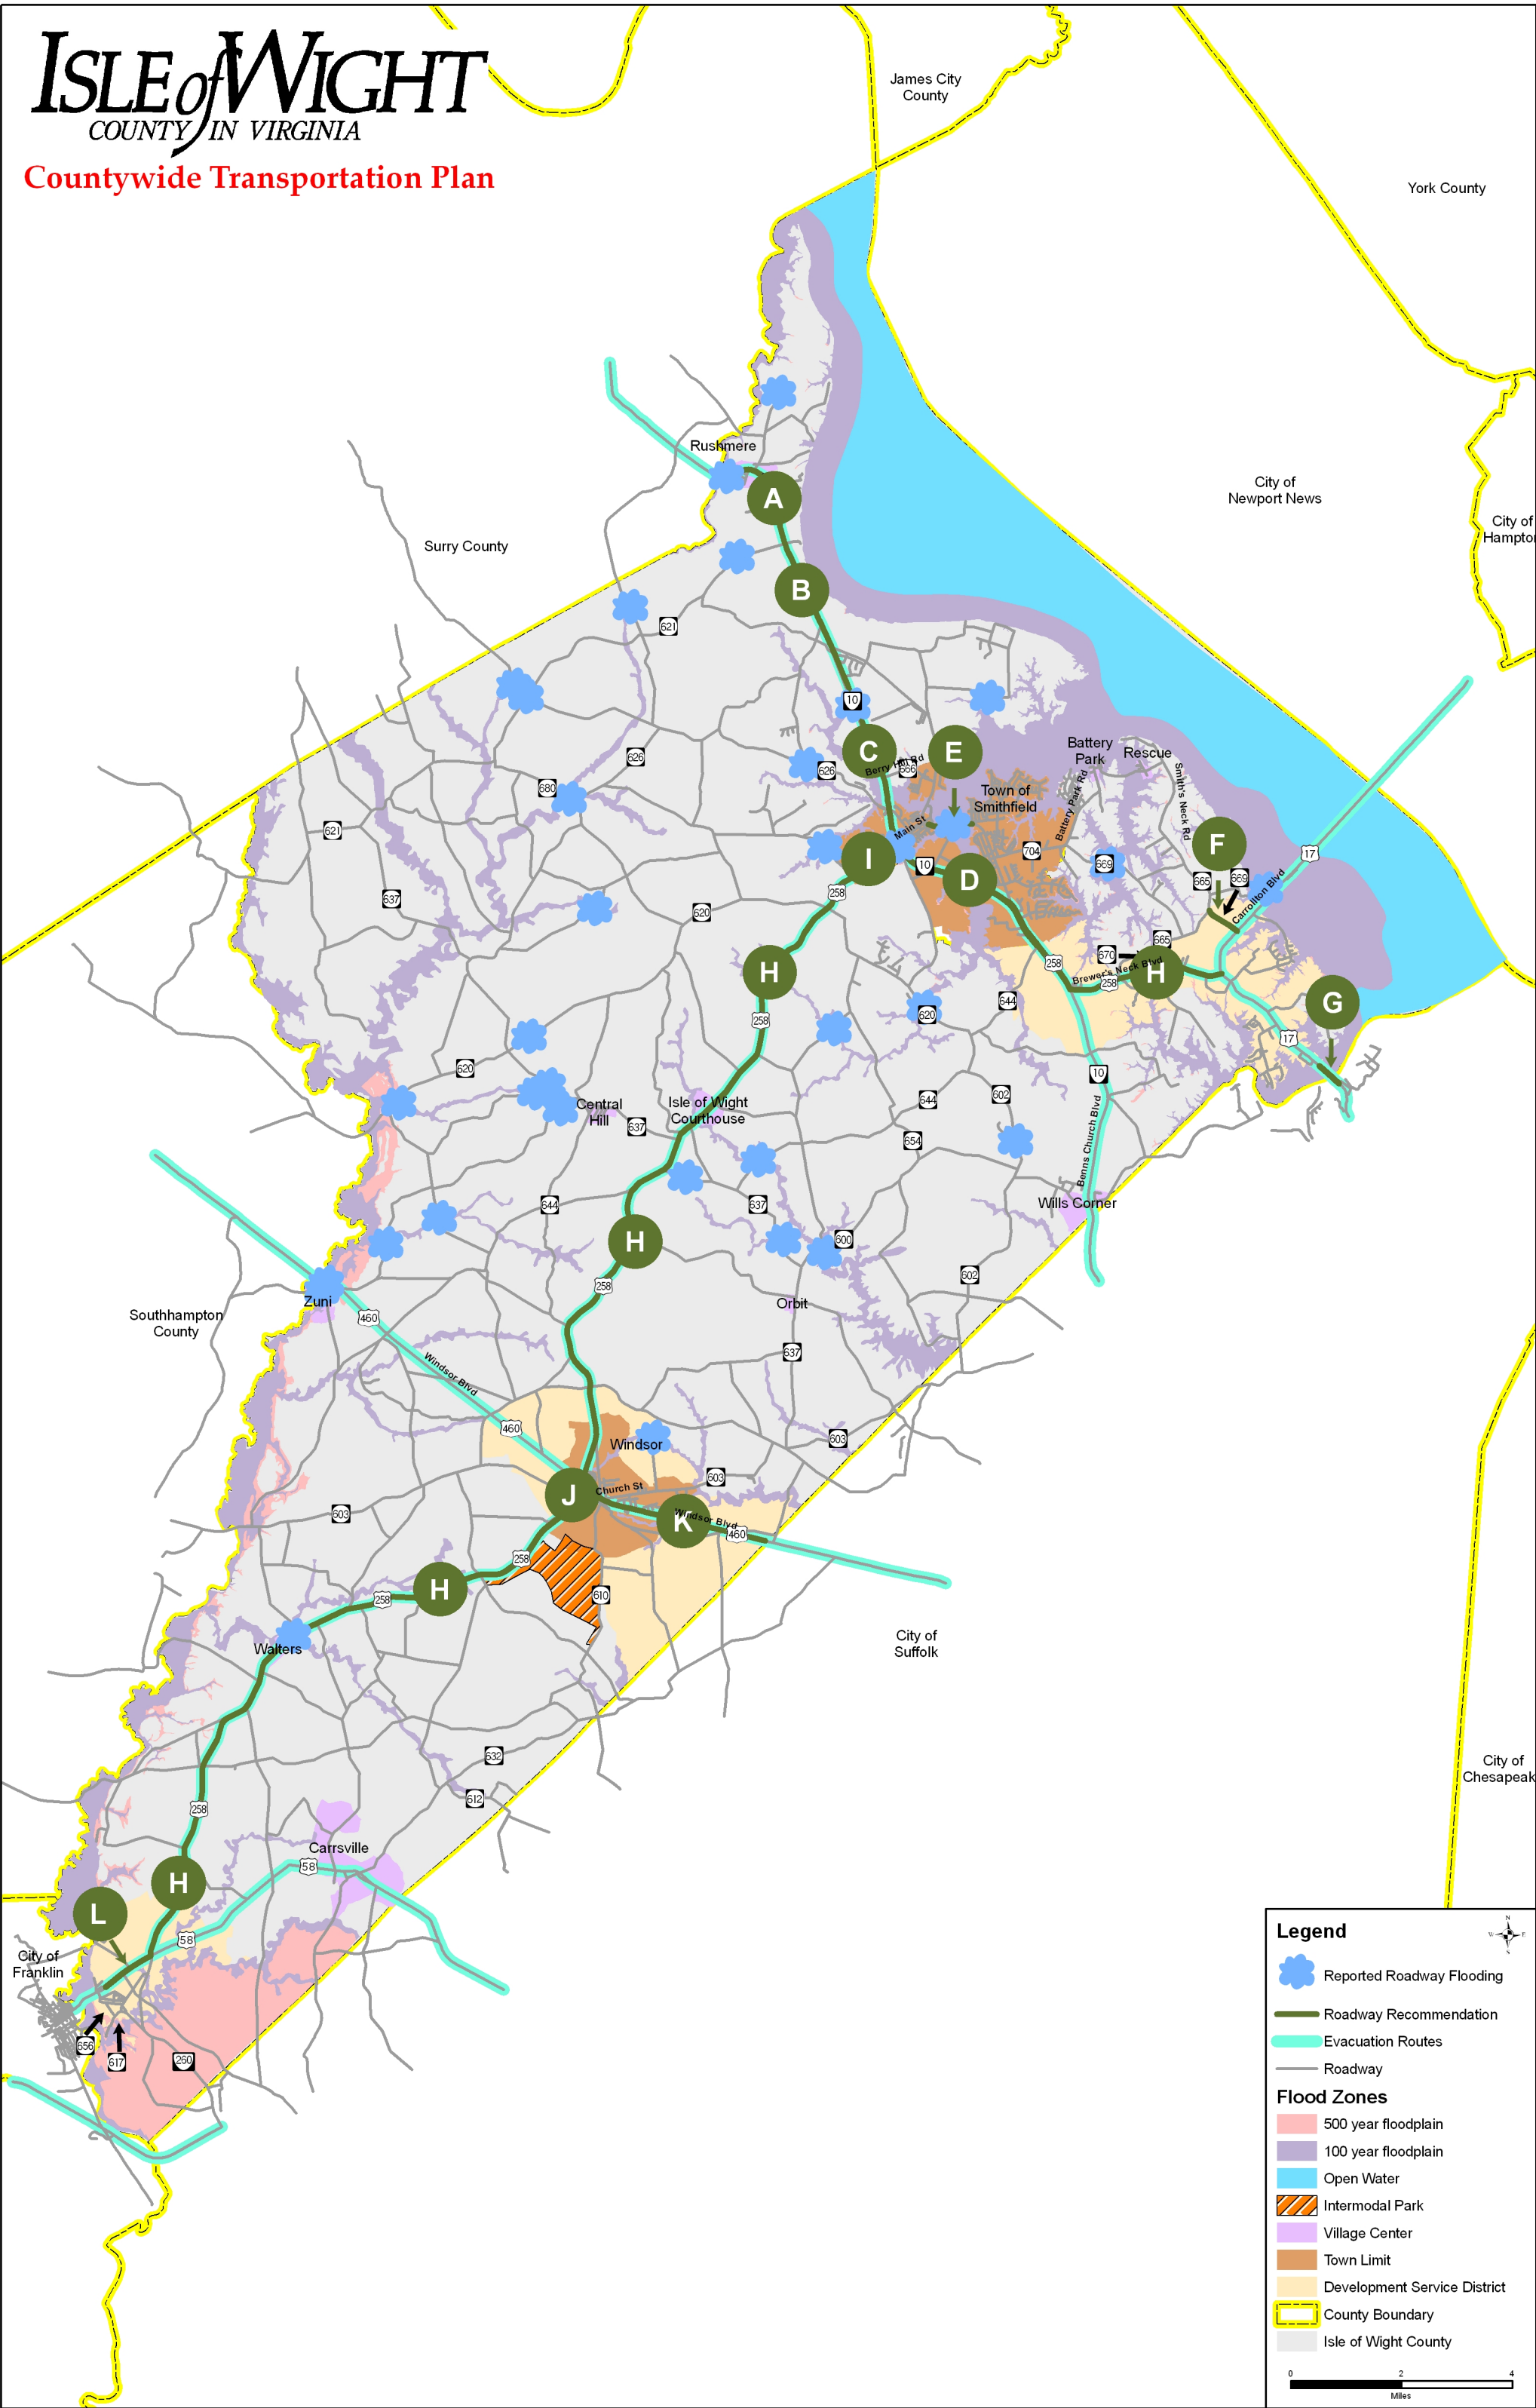 ISLE of WIGHT
COUNTY IN VIRGINIA
Countywide Transportation Plan
James City
County
York County
City of
Newport News
City of
Hampto
Rushmere
A
Surry County
B
621
10
C
E
626
626
Berry Hill Rd
666
680
Battery
Park
Rescue
Town of
Smithfield
Smith's Neck Rd
Battery Park Rd
621
Main St
704
F
17
I
10
D
669
665
669
Carrollton Blvd
637
258
620
H
258
665
670
Brewer's Neck Blvd
258
H
G
258
644
620
17
620
10
Central
Hill
637
Isle of Wight
Courthouse
644
602
654
Benns Church Blvd
644
637
Wills Corner
H
600
258
602
Zuni
460
Orbit
Southhampton
County
637
Windsor Blvd
460
Windsor
603
603
J
Church St
K
Windsor Blvd
460
603
258
H
258
610
Walters
City of
Suffolk
632
612
258
City of
Chesapeak
Carrsville
58
H
L
58
City of
Franklin
656
617
260
Legend
N
W
E
S
Reported Roadway Flooding
Roadway Recommendation
Evacuation Routes
Roadway
Flood Zones
500 year floodplain
100 year floodplain
Open Water
Intermodal Park
Village Center
Town Limit
Development Service District
County Boundary
Isle of Wight County
0 2 4
Miles